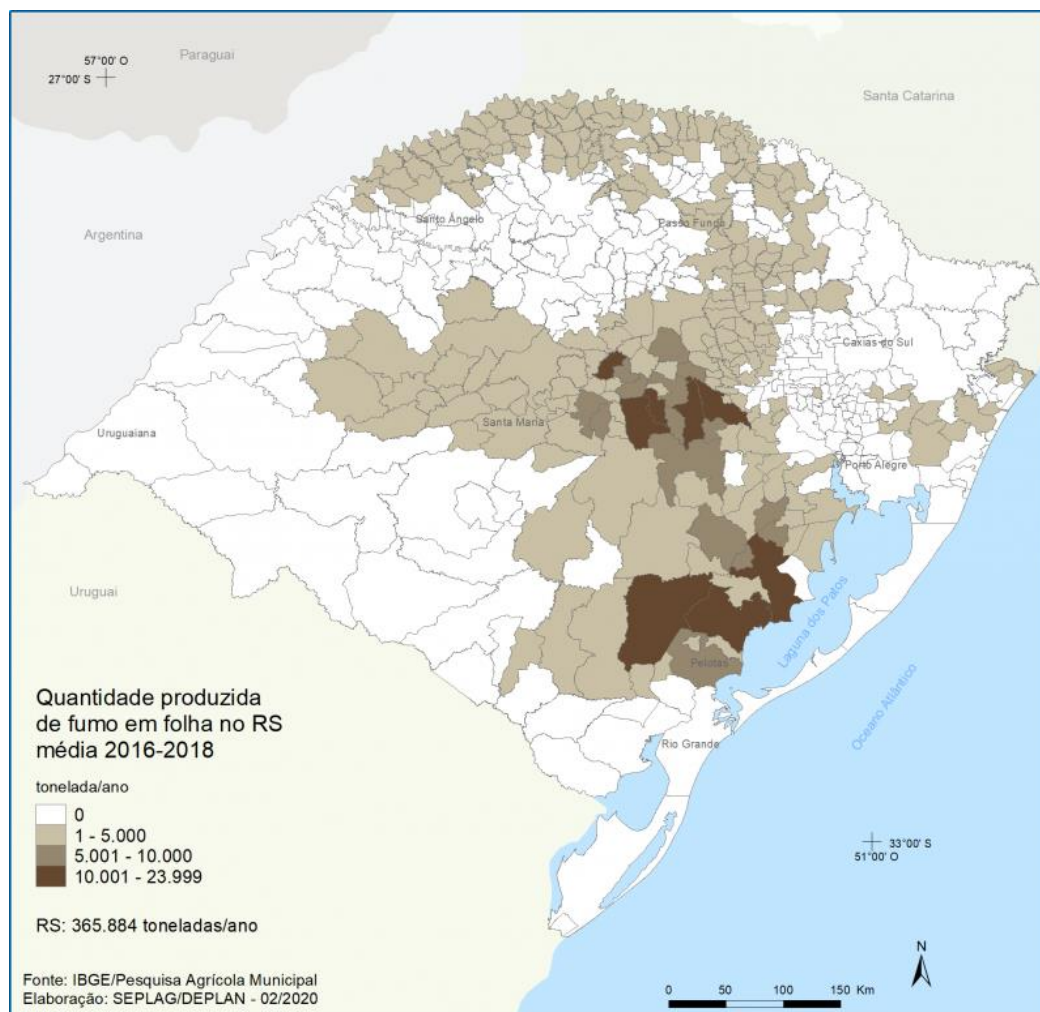 Paraguai
57°00' O
27°00' S
Santa Catarina
Argentina
Santo Ângelo
Passo Fundo
Caxias do Sul
Uruguaiana
Santa Maria
Porto Alegre
Uruguai
Laguna dos Patos
Pelotas
Oceano Atlântico
Rio Grande
Quantidade produzida
de fumo em folha no RS
média 2016-2018
tonelada/ano
0
1 - 5.000
5.001 - 10.000
10.001 - 23.999
33°00' S
51°00' O
RS: 365.884 toneladas/ano
N
Fonte: IBGE/Pesquisa Agrícola Municipal
Elaboração: SEPLAG/DEPLAN - 02/2020
0 50 100 150 Km